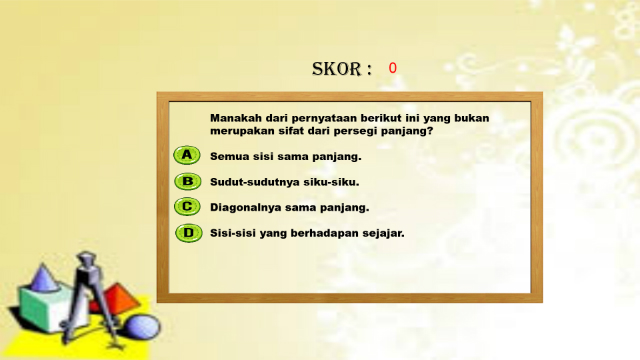 SKOR : 0
Manakah dari pernyataan berikut ini yang bukan
merupakan sifat dari persegi panjang?
A Semua sisi sama panjang.
B Sudut-sudutnya siku-siku.
C Diagonalnya sama panjang.
D Sisi-sisi yang berhadapan sejajar.